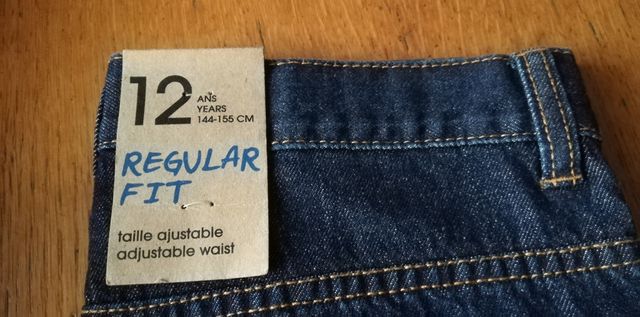 12
ANS
YEARS
144-155 CM
REGULAR
FIT
taille ajustable
adjustable waist